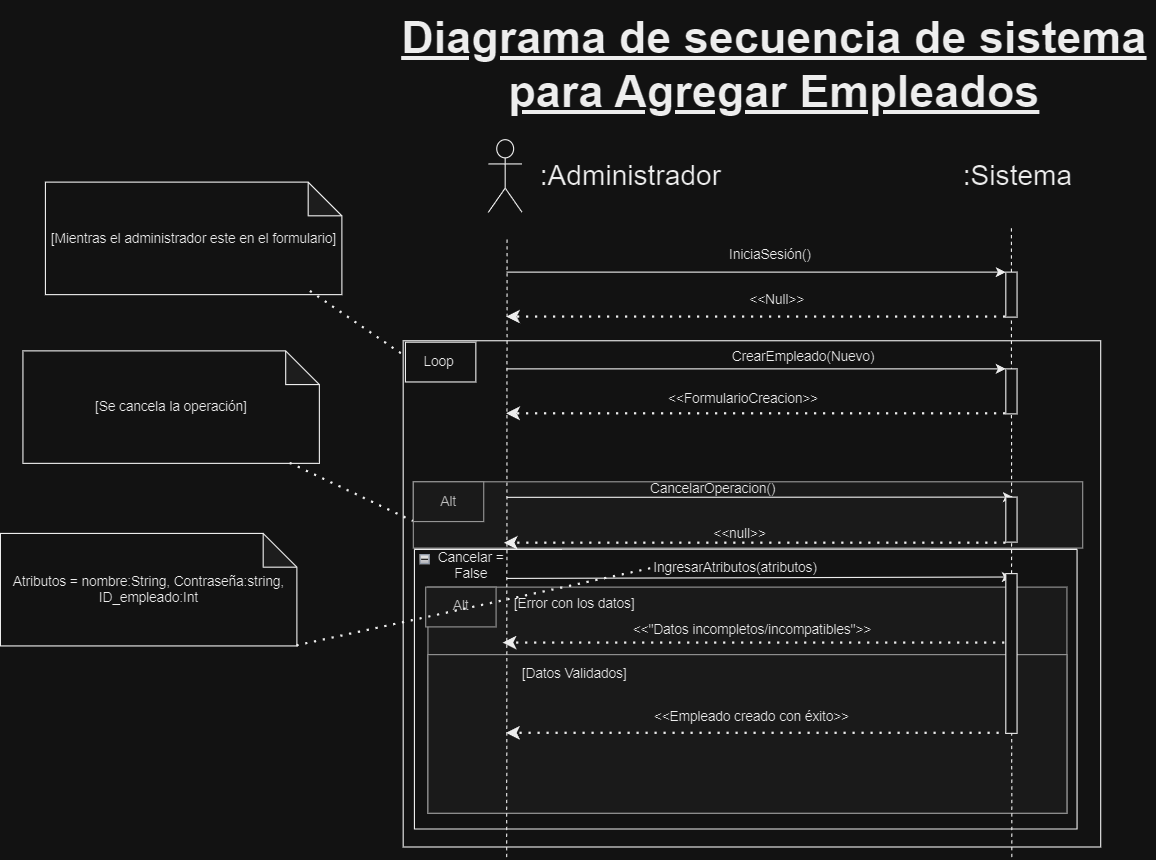 Diagrama de secuencia de sistema
para Agregar Empleados
:Administrador
:Sistema
[Mientras el administrador este en el formulario]
IniciaSesión()
<<Null>>
Loop
CrearEmpleado(Nuevo)
<<FormularioCreacion>>
[Se cancela la operación]
Alt
CancelarOperacion()
<<null>>
Cancelar =
False
IngresarAtributos(atributos)
Atributos = nombre:String, Contraseña:string,
ID_empleado:Int
Alt
[Error con los datos]
<<"Datos incompletos/incompatibles">>
[Datos Validados]
<<Empleado creado con éxito>>